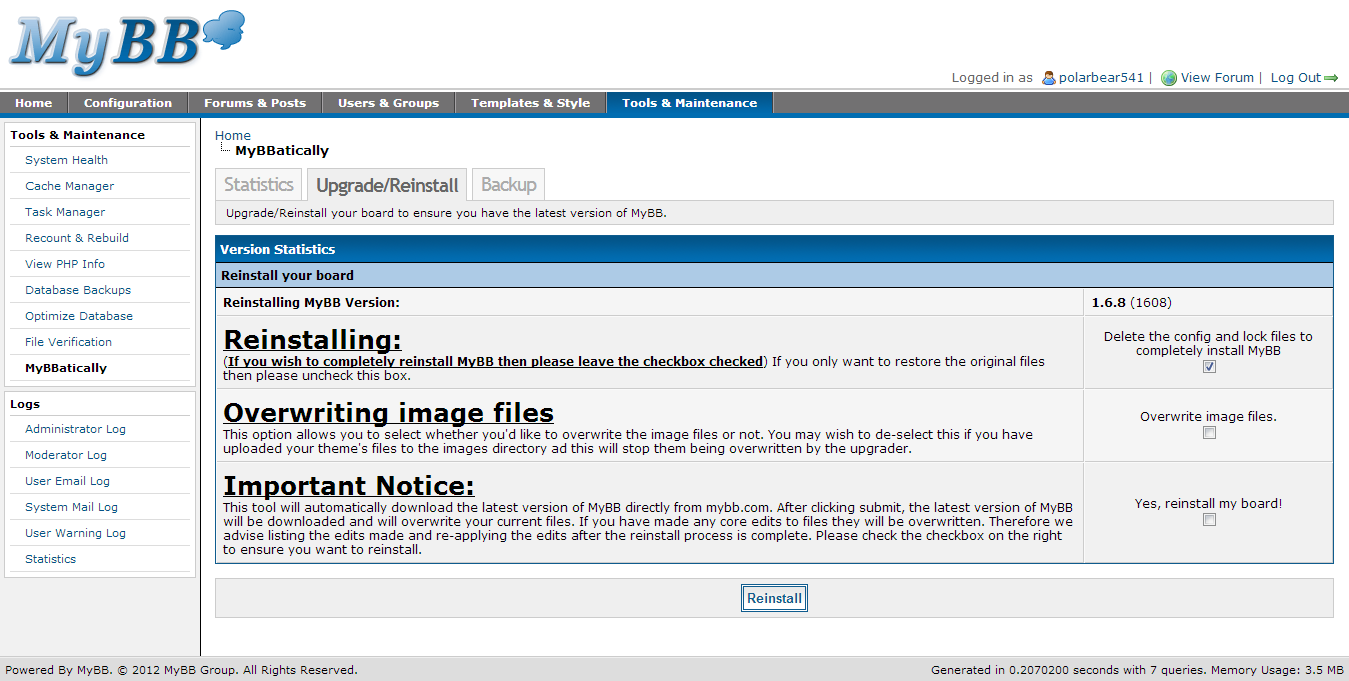 MyBB
Logged in as polarbear541 | View Forum | Log Out
Home Configuration Forums & Posts Users & Groups Templates & Style Tools & Maintenance
Tools & Maintenance
System Health
Cache Manager
Task Manager
Recount & Rebuild
View PHP Info
Database Backups
Optimize Database
File Verification
MyBBatically
Logs
Administrator Log
Moderator Log
User Email Log
System Mail Log
User Warning Log
Statistics
Home
MyBBatically
Statistics Upgrade/Reinstall Backup
Upgrade/Reinstall your board to ensure you have the latest version of MyBB.
Version Statistics
Reinstall your board
Reinstalling MyBB Version: 1.6.8 (1608)
Reinstalling:
(If you wish to completely reinstall MyBB then please leave the checkbox checked) If you only want to restore the original files
then please uncheck this box.
Delete the config and lock files to
completely install MyBB
Overwriting image files
This option allows you to select whether you'd like to overwrite the image files or not. You may wish to de-select this if you have
uploaded your theme's files to the images directory ad this will stop them being overwritten by the upgrader.
Overwrite image files.
Important Notice:
This tool will automatically download the latest version of MyBB directly from mybb.com. After clicking submit, the latest version of MyBB
will be downloaded and will overwrite your current files. If you have made any core edits to files they will be overwritten. Therefore we
advise listing the edits made and re-applying the edits after the reinstall process is complete. Please check the checkbox on the right
to ensure you want to reinstall.
Yes, reinstall my board!
Reinstall
Powered By MyBB. © 2012 MyBB Group. All Rights Reserved.
Generated in 0.2070200 seconds with 7 queries. Memory Usage: 3.5 MB